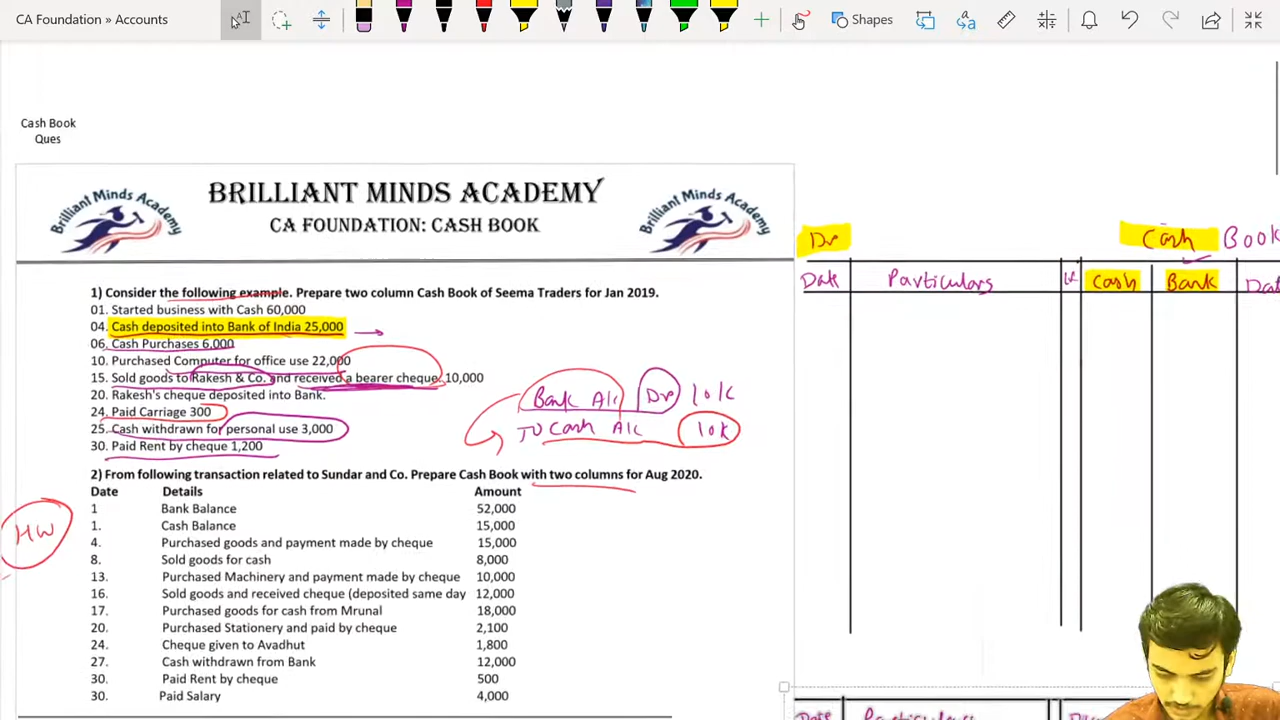 CA Foundation » Accounts
Shapes
Cash Book
Ques
Brilliant Minds Academy
BRILLIANT MINDS ACADEMY
CA FOUNDATION: CASH BOOK
Brilliant Minds Academy
1) Consider the following example. Prepare two column Cash Book of Seema Traders for Jan 2019.
01. Started business with Cash 60,000
04. Cash deposited into Bank of India 25,000
06. Cash Purchases 6,000
10. Purchased Computer for office use 22,000
15. Sold goods to Rakesh & Co. and received a bearer cheque. 10,000
20. Rakesh's cheque deposited into Bank.
24. Paid Carriage 300
25. Cash withdrawn for personal use 3,000
30. Paid Rent by cheque 1,200
Bank A/c Dr 10K
To Cash A/c 10K
2) From following transaction related to Sundar and Co. Prepare Cash Book with two columns for Aug 2020.
Date Details Amount
1 Bank Balance 52,000
1. Cash Balance 15,000
4. Purchased goods and payment made by cheque 15,000
8. Sold goods for cash 8,000
13. Purchased Machinery and payment made by cheque 10,000
16. Sold goods and received cheque (deposited same day 12,000
17. Purchased goods for cash from Mrunal 18,000
20. Purchased Stationery and paid by cheque 2,100
24. Cheque given to Avadhut 1,800
27. Cash withdrawn from Bank 12,000
30. Paid Rent by cheque 500
30. Paid Salary 4,000
HW
Dr Cash Book
Date Particulars Cash Bank Dat
Date Particulars